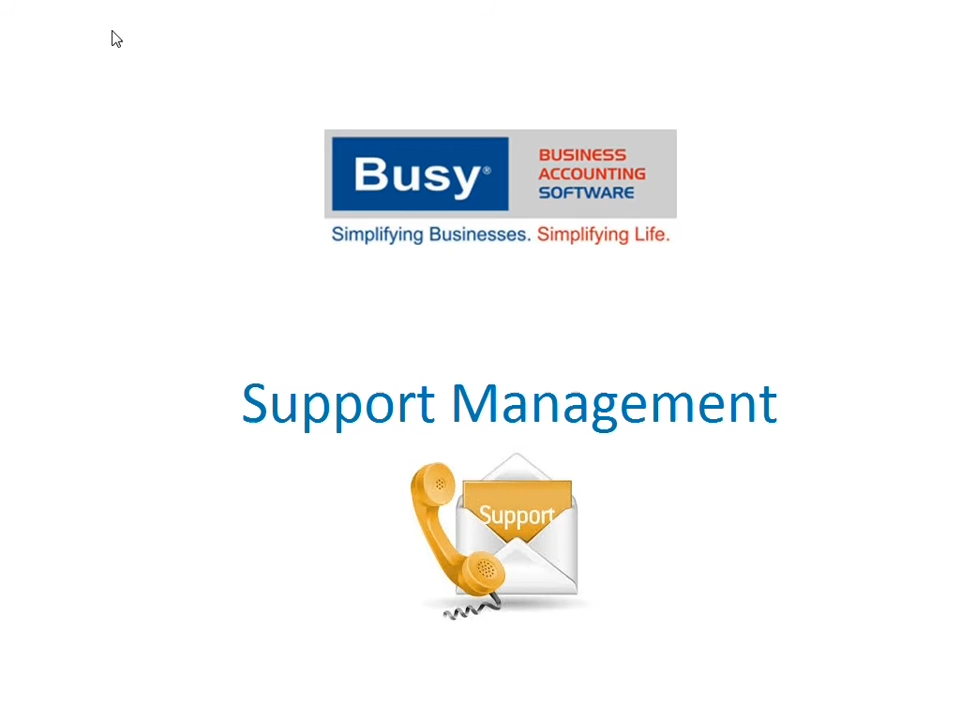 Busy®
BUSINESS
ACCOUNTING
SOFTWARE
Simplifying Businesses. Simplifying Life.
Support Management
Support